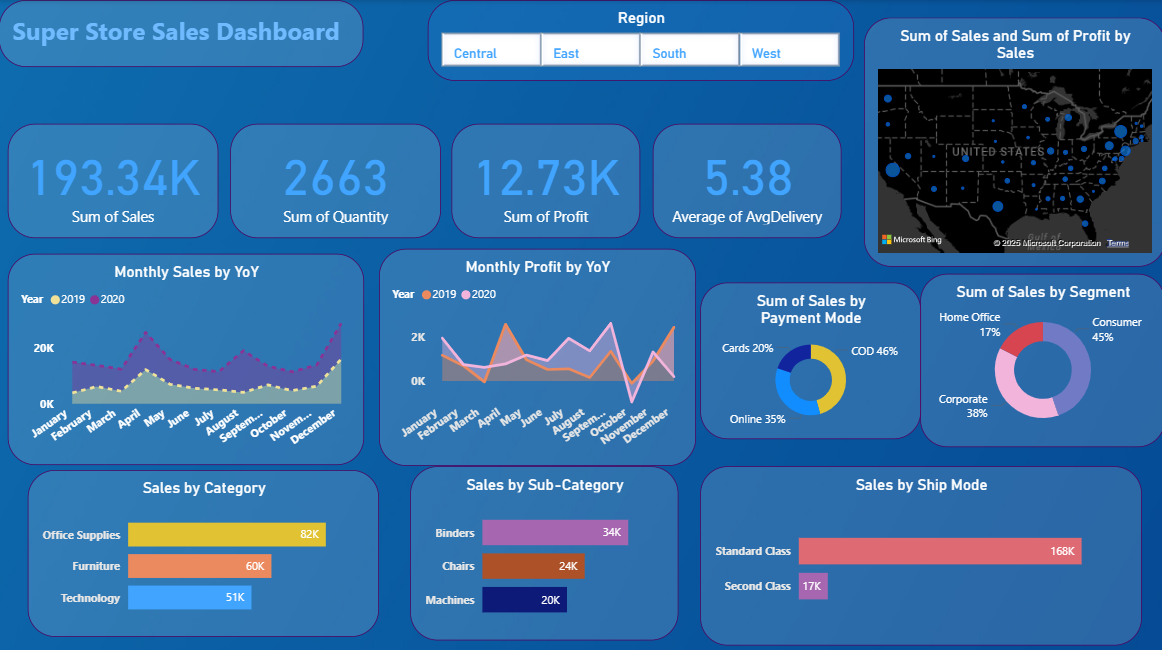 Super Store Sales Dashboard
Region
Central
East
South
West
Sum of Sales and Sum of Profit by
Sales
UNITED STATES
Gulf of
Mexico
Microsoft Bing
© 2025 Microsoft Corporation
Terms
193.34K
Sum of Sales
2663
Sum of Quantity
12.73K
Sum of Profit
5.38
Average of AvgDelivery
Monthly Sales by YoY
Year 2019 2020
20K
0K
January
February
March
April
May
June
July
August
Septem...
October
Novem...
December
Monthly Profit by YoY
Year 2019 2020
2K
0K
January
February
March
April
May
June
July
August
Septem...
October
November
December
Sum of Sales by
Payment Mode
Cards 20%
COD 46%
Online 35%
Sum of Sales by Segment
Home Office
17%
Consumer
45%
Corporate
38%
Sales by Category
Office Supplies 82K
Furniture 60K
Technology 51K
Sales by Sub-Category
Binders 34K
Chairs 24K
Machines 20K
Sales by Ship Mode
Standard Class 168K
Second Class 17K